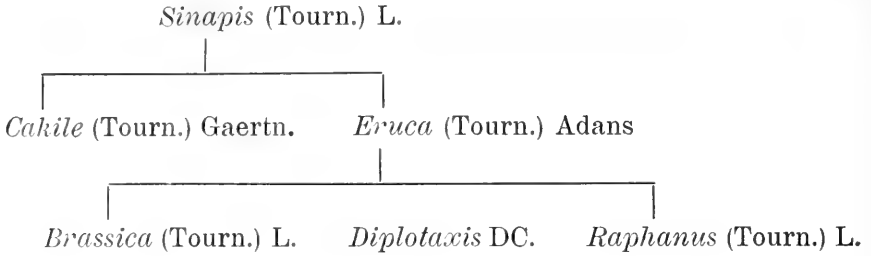 Sinapis (Tourn.) L.
Cakile (Tourn.) Gaertn. Eruca (Tourn.) Adans
Brassica (Tourn.) L. Diplotaxis DC. Raphanus (Tourn.) L.